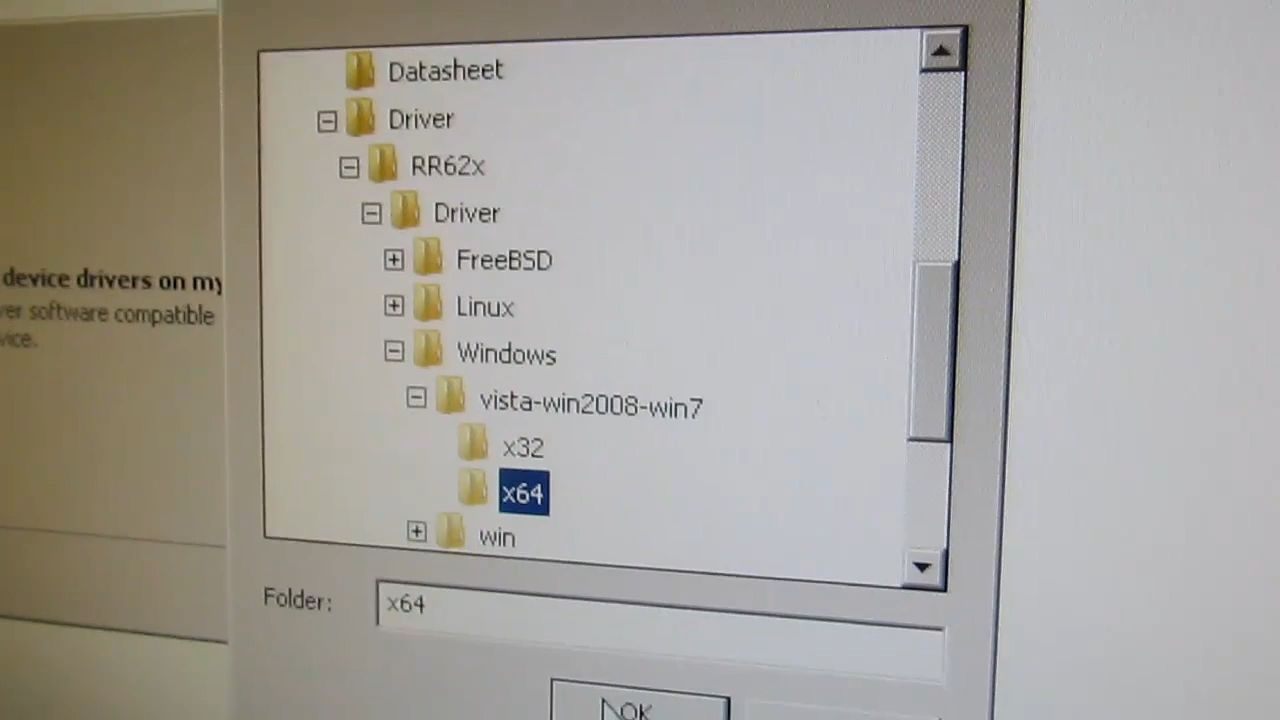 Datasheet
Driver
RR62x
Driver
FreeBSD
device drivers on my
Linux
ver software compatible
vice.
Windows
vista-win2008-win7
x32
x64
win
Folder:
x64
OK